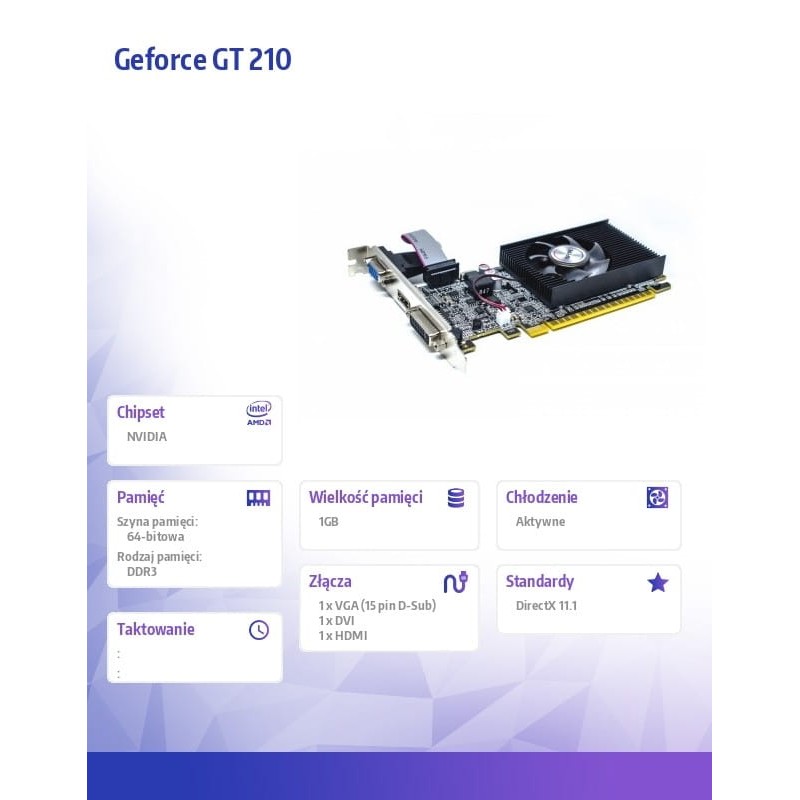 Geforce GT 210
Chipset
intel
AMD
NVIDIA
Pamięć
Szyna pamięci:
64-bitowa
Rodzaj pamięci:
DDR3
Wielkość pamięci
1GB
Chłodzenie
Aktywne
Złącza
1 x VGA (15 pin D-Sub)
1 x DVI
1 x HDMI
Standardy
DirectX 11.1
Taktowanie
:
: